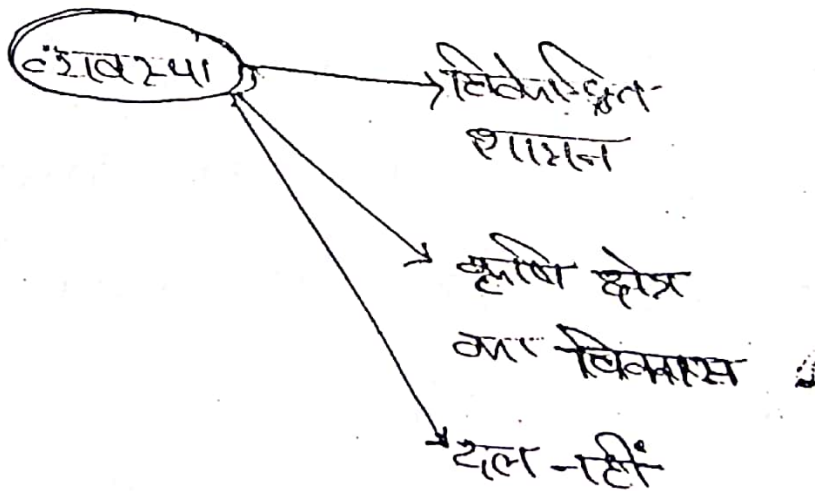 व्यवस्था
विकेन्द्रित
शासन
कृषि क्षेत्र
का विकास
दल नहीं